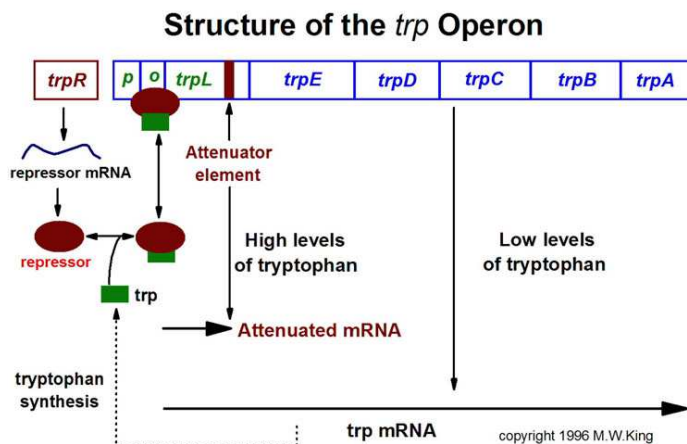 Structure of the trp Operon
trpR
p
o
trpL
trpE
trpD
trpC
trpB
trpA
repressor mRNA
Attenuator
element
repressor
trp
High levels
of tryptophan
Low levels
of tryptophan
Attenuated mRNA
tryptophan
synthesis
trp mRNA
copyright 1996 M.W.King